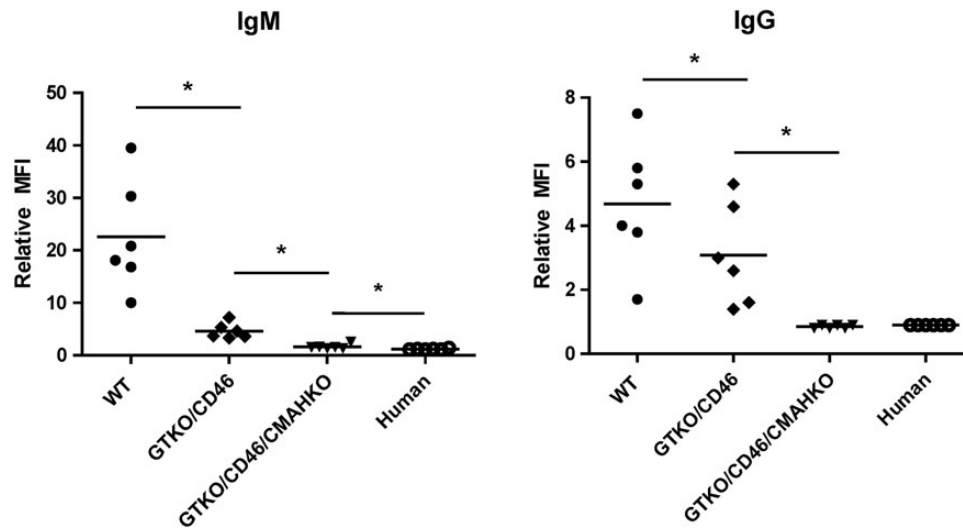 IgM
*
*
*
Relative MFI
50
40
30
20
10
0
WT
GTKO/CD46
GTKO/CD46/CMAHKO
Human
IgG
*
*
Relative MFI
8
6
4
2
0
WT
GTKO/CD46
GTKO/CD46/CMAHKO
Human